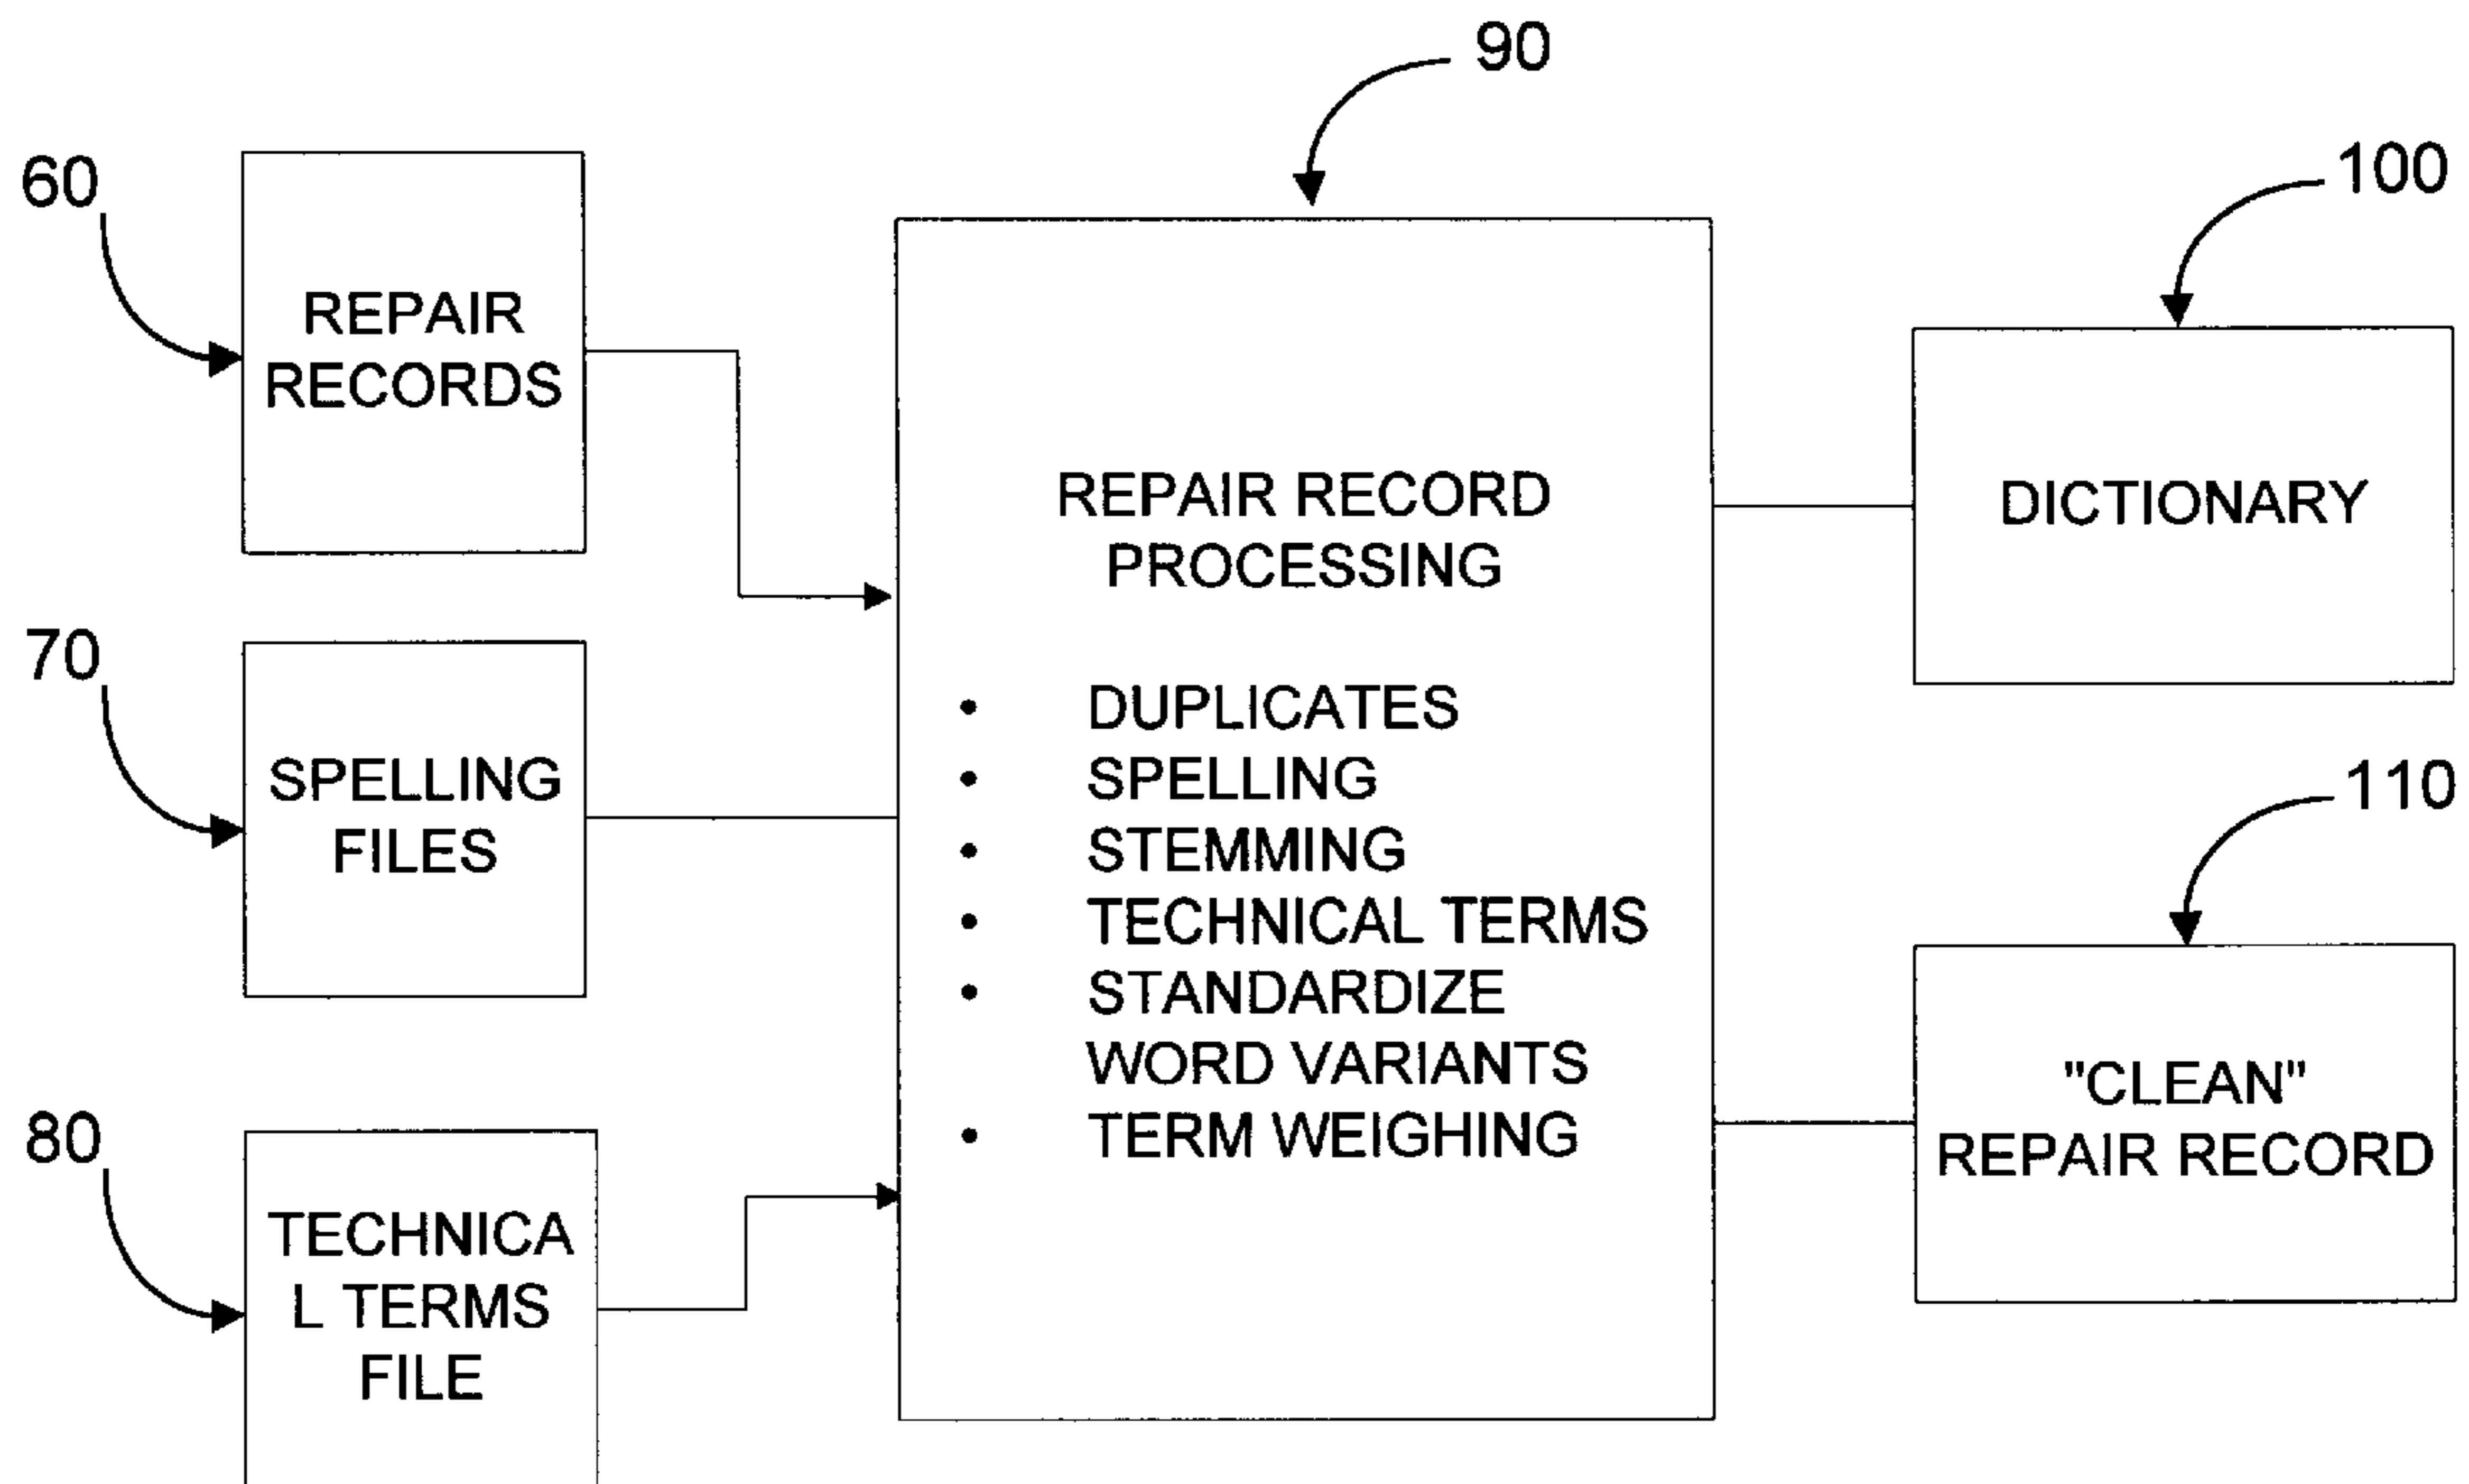 90
60
100
REPAIR
RECORDS
REPAIR RECORD
PROCESSING
DICTIONARY
70
SPELLING
FILES
• DUPLICATES
• SPELLING
• STEMMING
• TECHNICAL TERMS
• STANDARDIZE
WORD VARIANTS
• TERM WEIGHING
110
"CLEAN"
REPAIR RECORD
80
TECHNICA
L TERMS
FILE